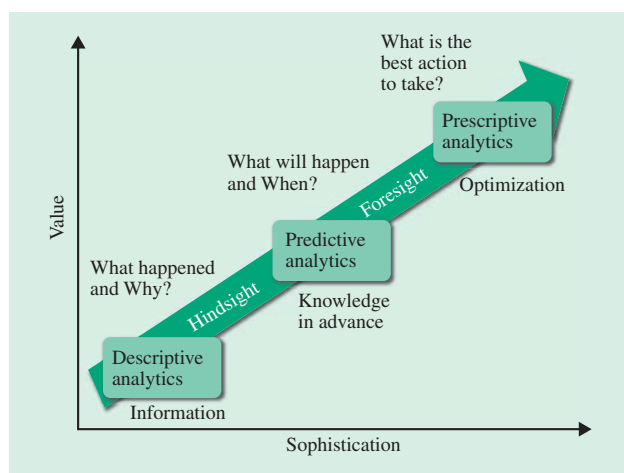 What is the
best action
to take?
Prescriptive
analytics
What will happen
and When?
Foresight
Optimization
Value
Predictive
analytics
What happened
and Why?
Hindsight
Knowledge
in advance
Descriptive
analytics
Information
Sophistication